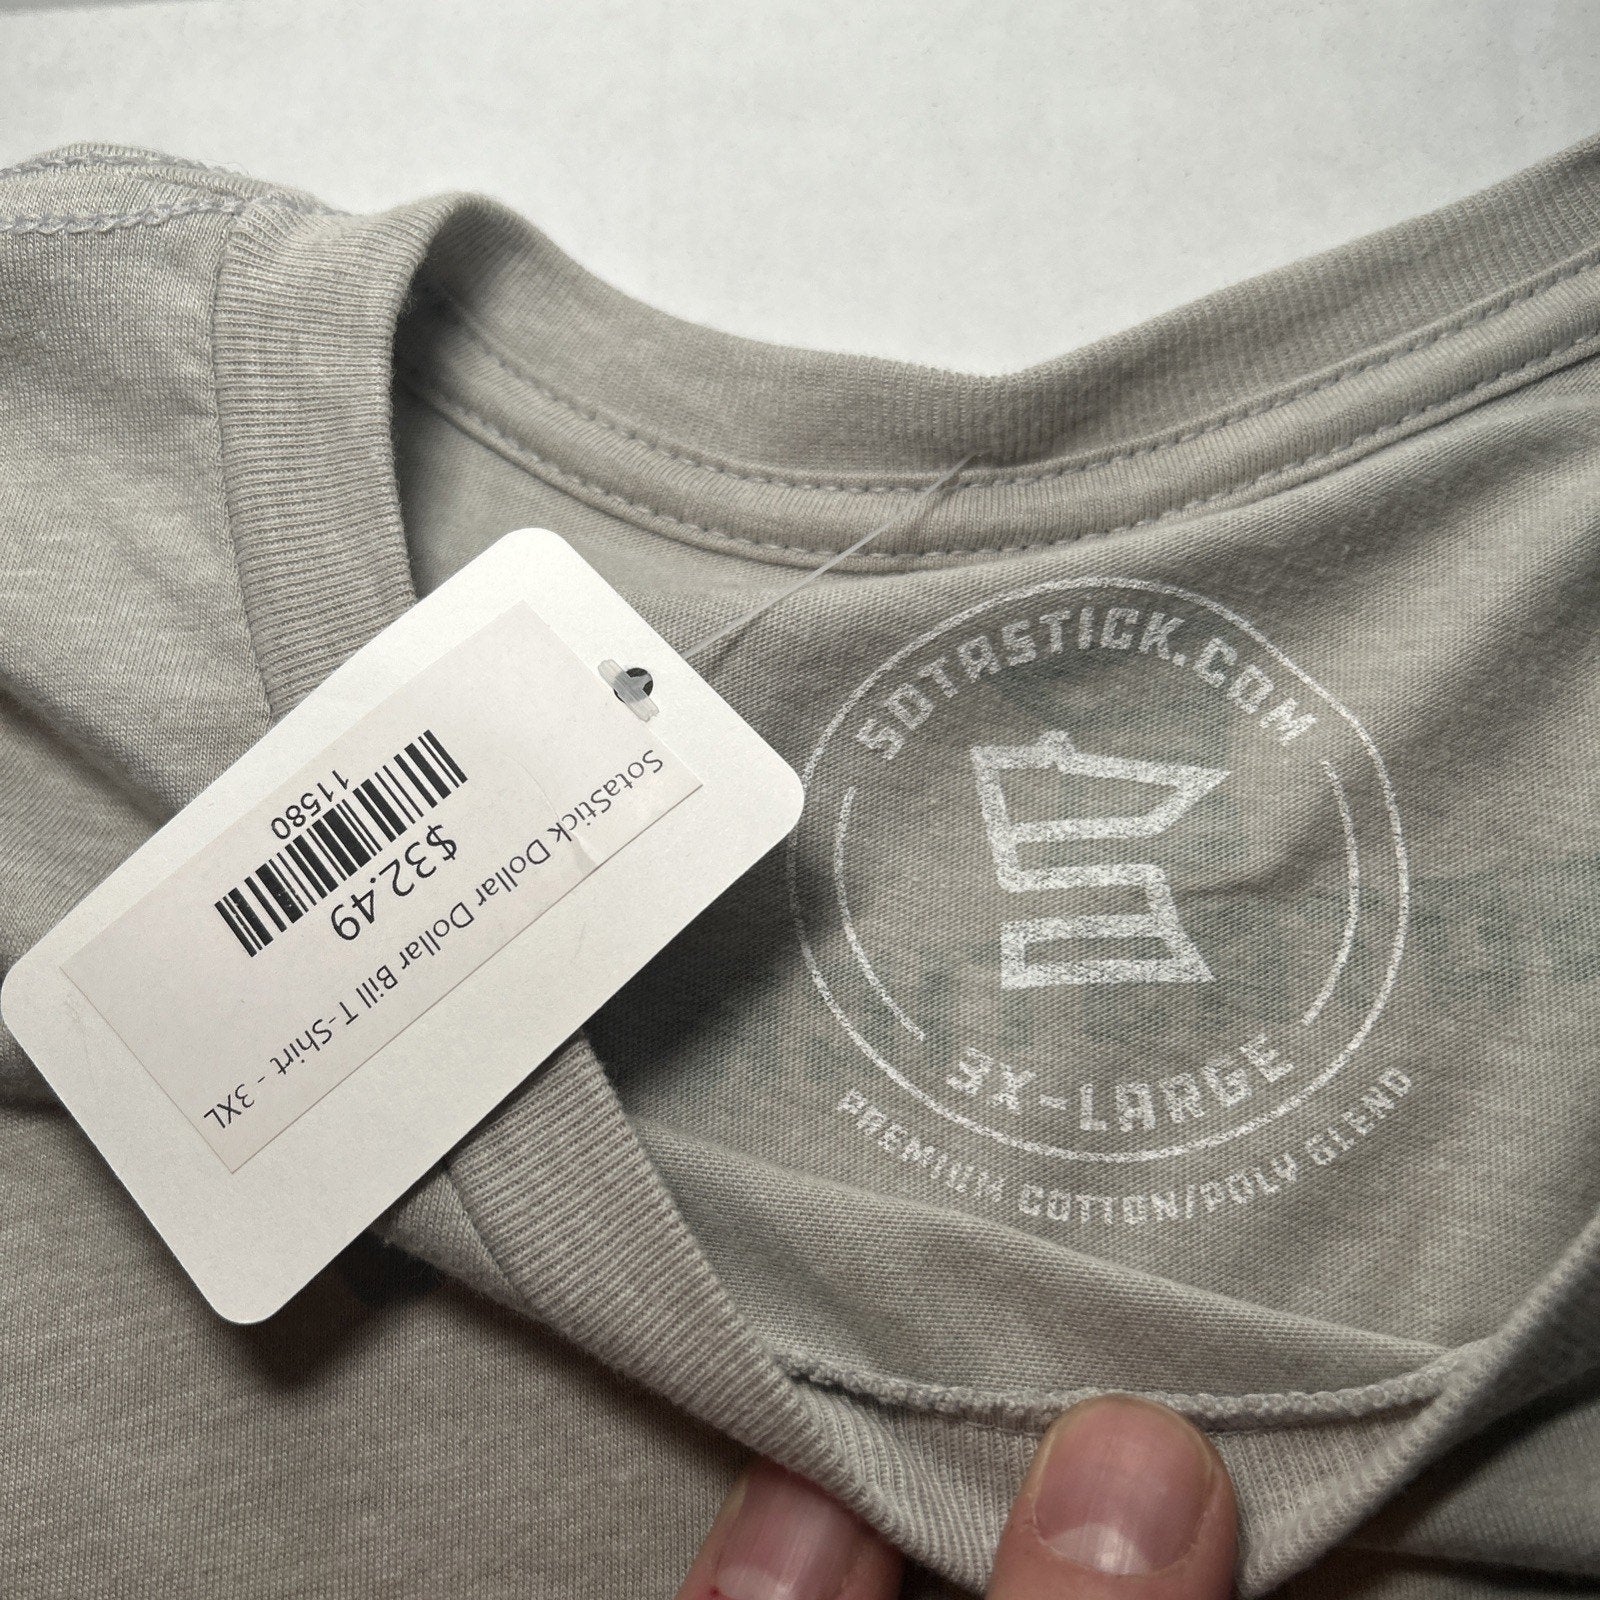 SotaStick Dollar Dollar Bill T-Shirt - 3XL
$32.49
11580
SOTASTICK.COM
3X-LARGE
PREMIUM COTTON/POLY BLEND